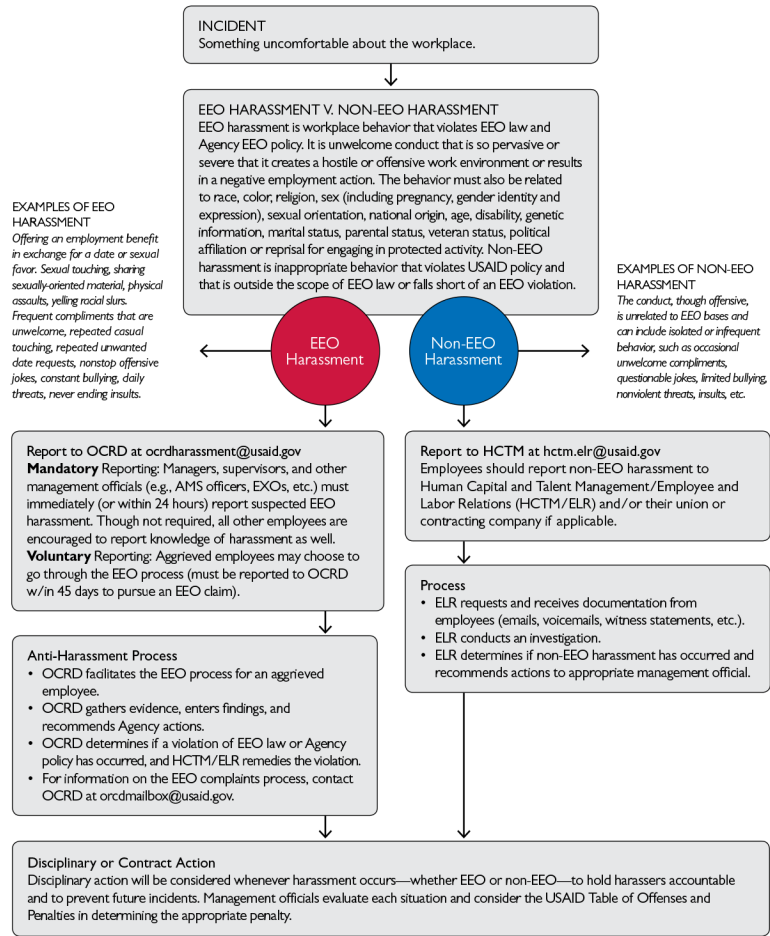 INCIDENT
Something uncomfortable about the workplace.
EEO HARASSMENT V. NON-EEO HARASSMENT
EEO harassment is workplace behavior that violates EEO law and
Agency EEO policy. It is unwelcome conduct that is so pervasive or
severe that it creates a hostile or offensive work environment or results
in a negative employment action. The behavior must also be related
to race, color, religion, sex (including pregnancy, gender identity and
expression), sexual orientation, national origin, age, disability, genetic
information, marital status, parental status, veteran status, political
affiliation or reprisal for engaging in protected activity. Non-EEO
harassment is inappropriate behavior that violates USAID policy and
that is outside the scope of EEO law or falls short of an EEO violation.
EXAMPLES OF EEO
HARASSMENT
Offering an employment benefit
in exchange for a date or sexual
favor. Sexual touching, sharing
sexually-oriented material, physical
assaults, yelling racial slurs.
Frequent compliments that are
unwelcome, repeated casual
touching, repeated unwanted
date requests, nonstop offensive
jokes, constant bullying, daily
threats, never ending insults.
EEO
Harassment
Non-EEO
Harassment
EXAMPLES OF NON-EEO
HARASSMENT
The conduct, though offensive,
is unrelated to EEO bases and
can include isolated or infrequent
behavior, such as occasional
unwelcome compliments,
questionable jokes, limited bullying,
nonviolent threats, insults, etc.
Report to OCRD at ocrdharassment@usaid.gov
Mandatory Reporting: Managers, supervisors, and other
management officials (e.g., AMS officers, EXOs, etc.) must
immediately (or within 24 hours) report suspected EEO
harassment. Though not required, all other employees are
encouraged to report knowledge of harassment as well.
Voluntary Reporting: Aggrieved employees may choose to
go through the EEO process (must be reported to OCRD
w/in 45 days to pursue an EEO claim).
Report to HCTM at hctm.elr@usaid.gov
Employees should report non-EEO harassment to
Human Capital and Talent Management/Employee and
Labor Relations (HCTM/ELR) and/or their union or
contracting company if applicable.
Anti-Harassment Process
• OCRD facilitates the EEO process for an aggrieved
employee.
• OCRD gathers evidence, enters findings, and
recommends Agency actions.
• OCRD determines if a violation of EEO law or Agency
policy has occurred, and HCTM/ELR remedies the violation.
• For information on the EEO complaints process, contact
OCRD at orcdmailbox@usaid.gov.
Process
• ELR requests and receives documentation from
employees (emails, voicemails, witness statements, etc.).
• ELR conducts an investigation.
• ELR determines if non-EEO harassment has occurred and
recommends actions to appropriate management official.
Disciplinary or Contract Action
Disciplinary action will be considered whenever harassment occurs—whether EEO or non-EEO—to hold harassers accountable
and to prevent future incidents. Management officials evaluate each situation and consider the USAID Table of Offenses and
Penalties in determining the appropriate penalty.